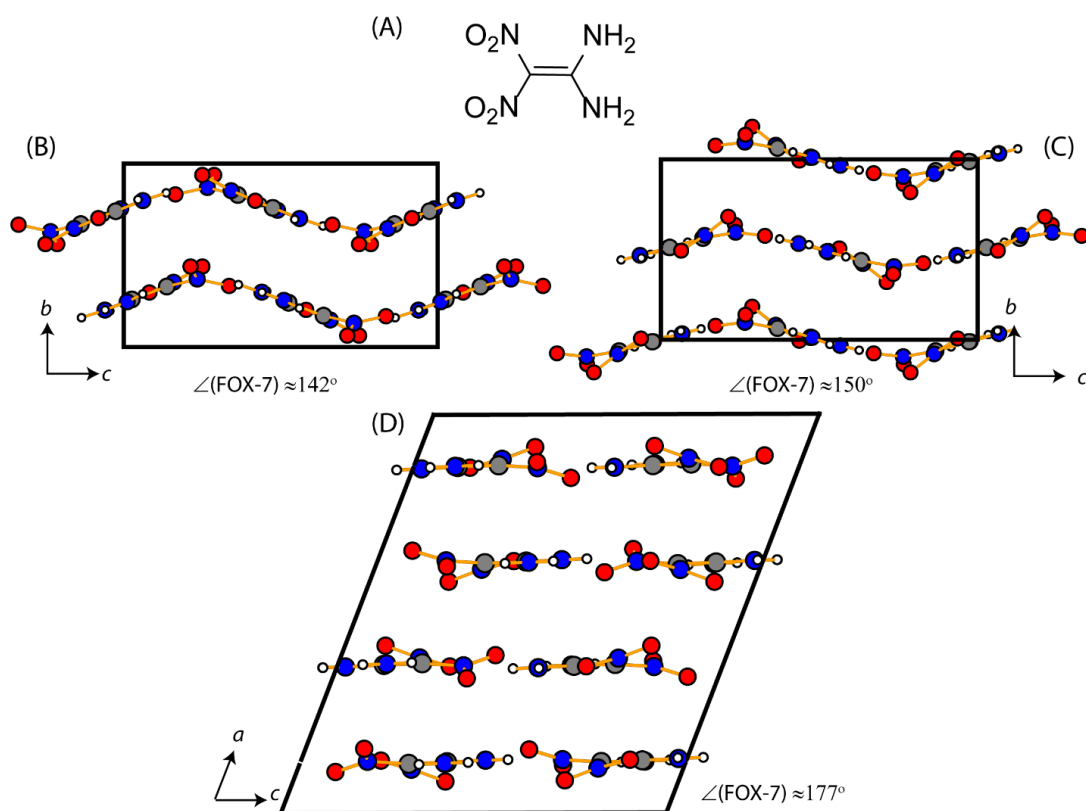 (A)
O₂N NH₂
O₂N NH₂
(B)
b
c
∠(FOX-7) ≈142°
(C)
b
c
∠(FOX-7) ≈150°
(D)
a
c
∠(FOX-7) ≈177°